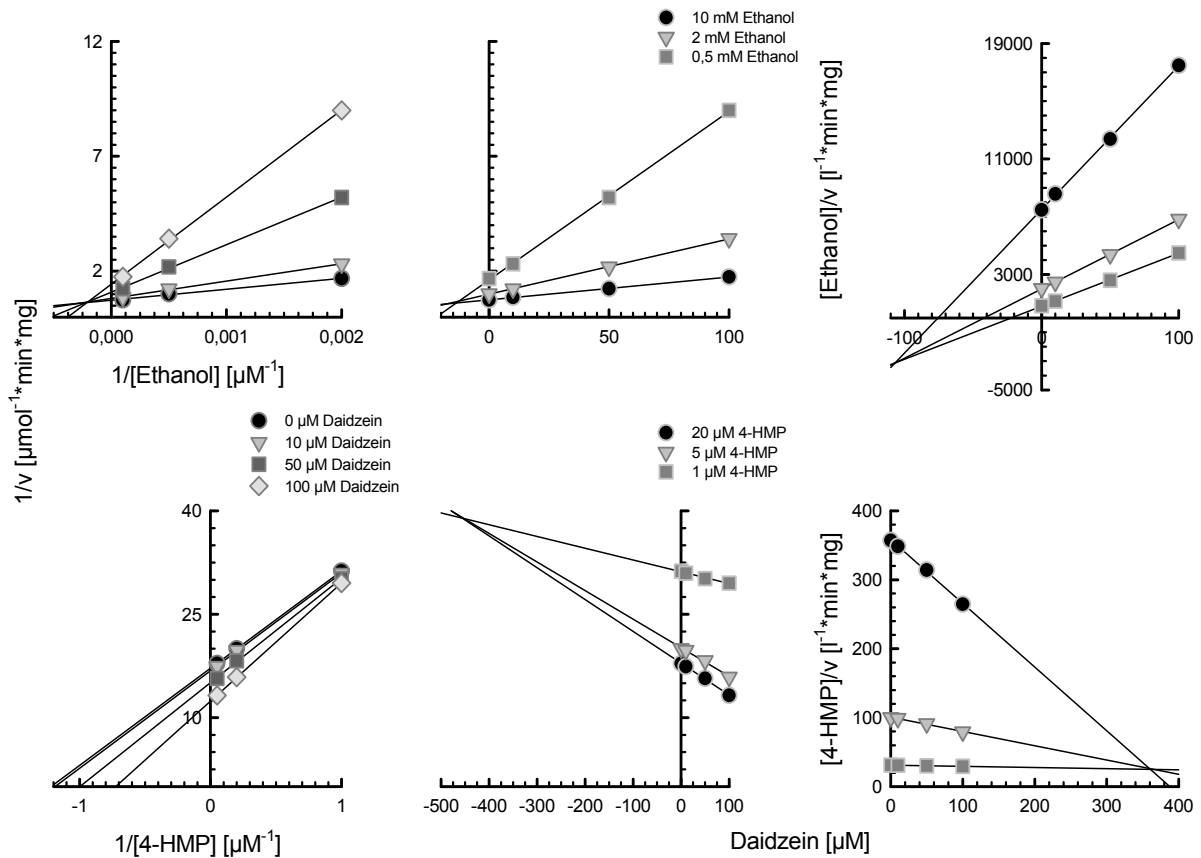 10 mM Ethanol
2 mM Ethanol
0,5 mM Ethanol
12
7
2
0,000
0,001
0,002
1/[Ethanol] [µM⁻¹]
0
50
100
[Ethanol]/v [l⁻¹*min*mg]
19000
11000
3000
-5000
-100
0
100
1/v [µmol⁻¹*min*mg]
0 µM Daidzein
10 µM Daidzein
50 µM Daidzein
100 µM Daidzein
20 µM 4-HMP
5 µM 4-HMP
1 µM 4-HMP
40
25
10
-1
0
1
1/[4-HMP] [µM⁻¹]
-500
-400
-300
-200
-100
0
100
[4-HMP]/v [l⁻¹*min*mg]
400
300
200
100
0
0
100
200
300
400
Daidzein [µM]